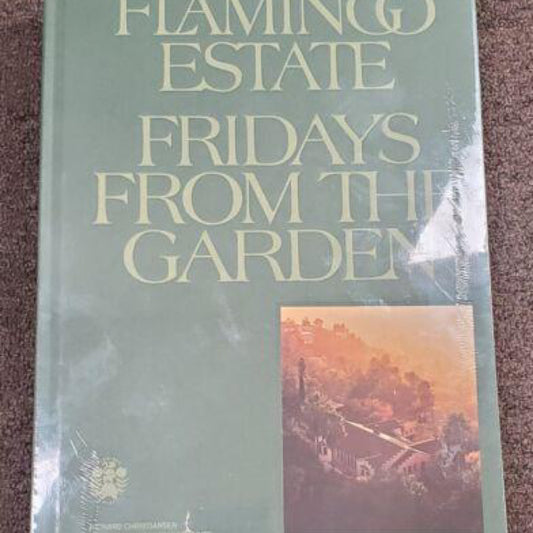 FLAMINGO
ESTATE
FRIDAYS
FROM THE
GARDEN
RICHARD CHRISTIANSEN